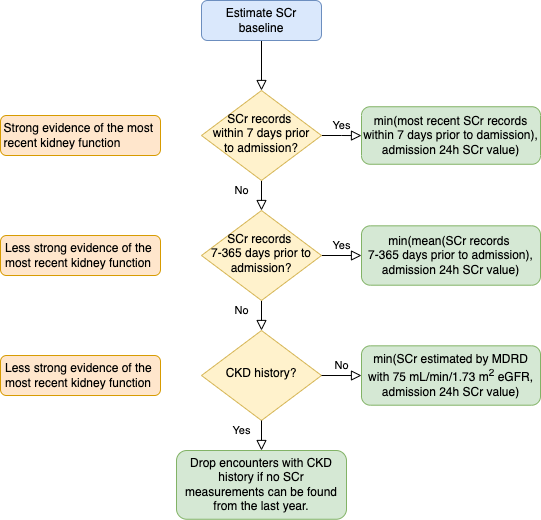 Estimate SCr
baseline
SCr records
within 7 days prior
to admission?
Strong evidence of the most
recent kidney function
Yes
min(most recent SCr records
within 7 days prior to damission),
admission 24h SCr value)
No
SCr records
7-365 days prior to
admission?
Less strong evidence of the
most recent kidney function
Yes
min(mean(SCr records
7-365 days prior to admission),
admission 24h SCr value)
No
CKD history?
Less strong evidence of the
most recent kidney function
No
min(SCr estimated by MDRD
with 75 mL/min/1.73 m² eGFR,
admission 24h SCr value)
Yes
Drop encounters with CKD
history if no SCr
measurements can be found
from the last year.